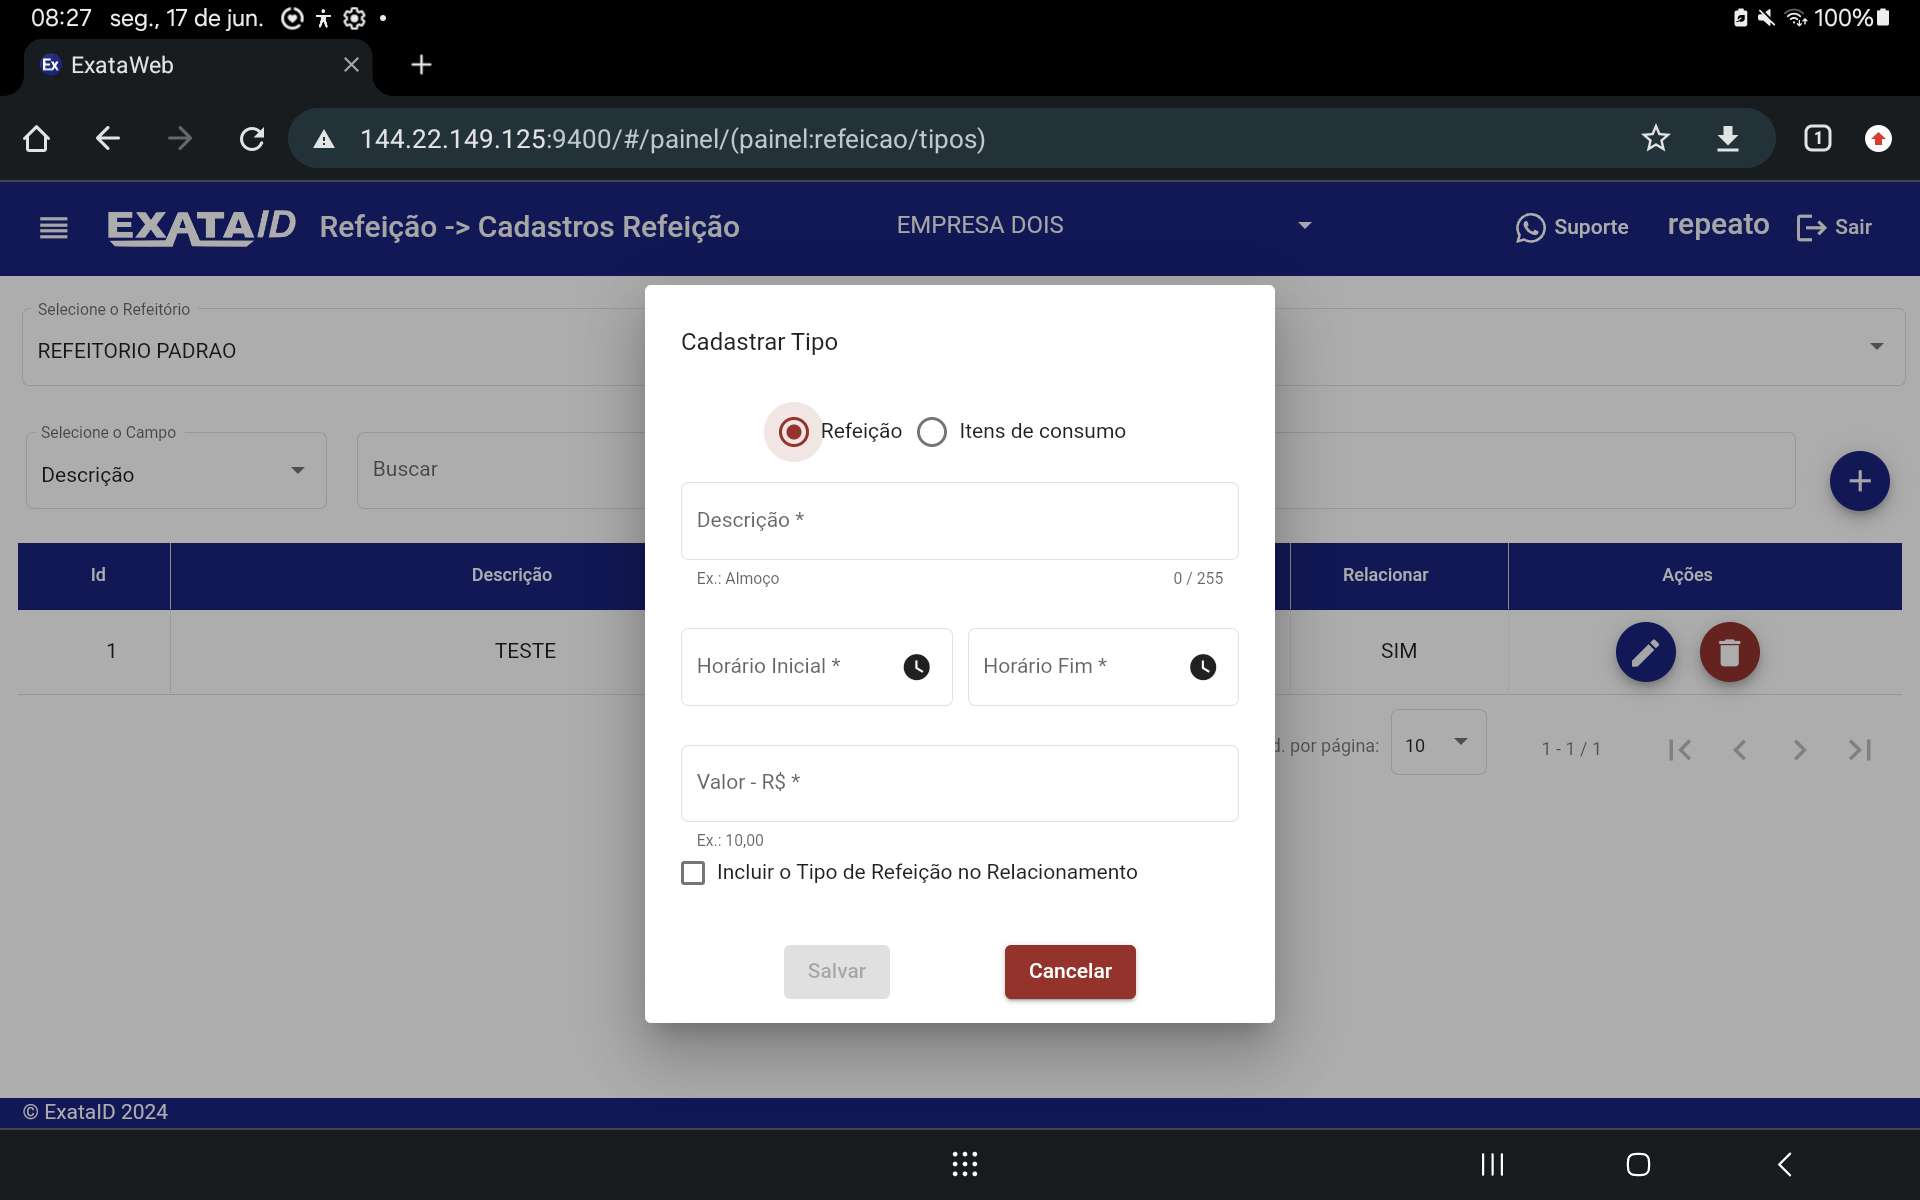 08:27 seg., 17 de jun. 100%
Ex ExataWeb
144.22.149.125:9400/#/painel/(painel:refeicao/tipos) 1
EXATAID Refeição -> Cadastros Refeição EMPRESA DOIS Suporte repeato Sair
Selecione o Refeitório
REFEITORIO PADRAO
Cadastrar Tipo
Refeição Itens de consumo
Selecione o Campo
Descrição
Buscar
Descrição *
Ex.: Almoço 0 / 255
Id Descrição Relacionar Ações
1 TESTE SIM
Horário Inicial * Horário Fim *
d. por página: 10 1 - 1 / 1
Valor - R$ *
Ex.: 10,00
Incluir o Tipo de Refeição no Relacionamento
Salvar Cancelar
© ExataID 2024